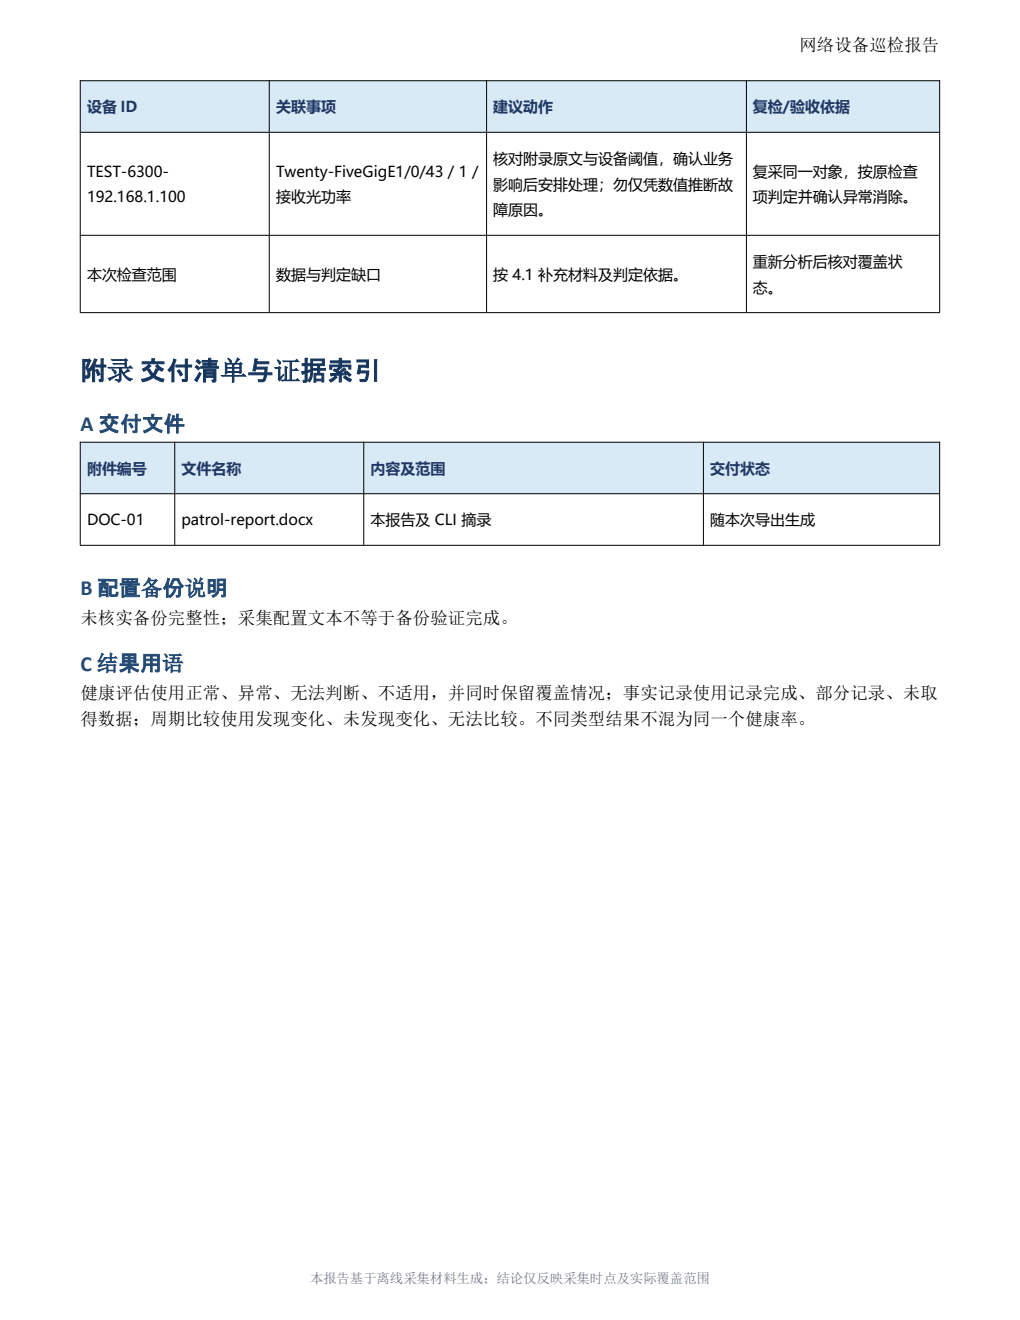 网络设备巡检报告
设备 ID 关联事项 建议动作 复检/验收依据
TEST-6300-
192.168.1.100
Twenty-FiveGigE1/0/43 / 1 /
接收光功率
核对附录原文与设备阈值，确认业务
影响后安排处理；勿仅凭数值推断故
障原因。
复采同一对象，按原检查
项判定并确认异常消除。
本次检查范围
数据与判定缺口
按 4.1 补充材料及判定依据。
重新分析后核对覆盖状
态。
附录 交付清单与证据索引
A 交付文件
附件编号 文件名称 内容及范围 交付状态
DOC-01 patrol-report.docx 本报告及 CLI 摘录 随本次导出生成
B 配置备份说明
未核实备份完整性；采集配置文本不等于备份验证完成。
C 结果用语
健康评估使用正常、异常、无法判断、不适用，并同时保留覆盖情况；事实记录使用记录完成、部分记录、未取
得数据；周期比较使用发现变化、未发现变化、无法比较。不同类型结果不混为同一个健康率。
本报告基于离线采集材料生成；结论仅反映采集时点及实际覆盖范围